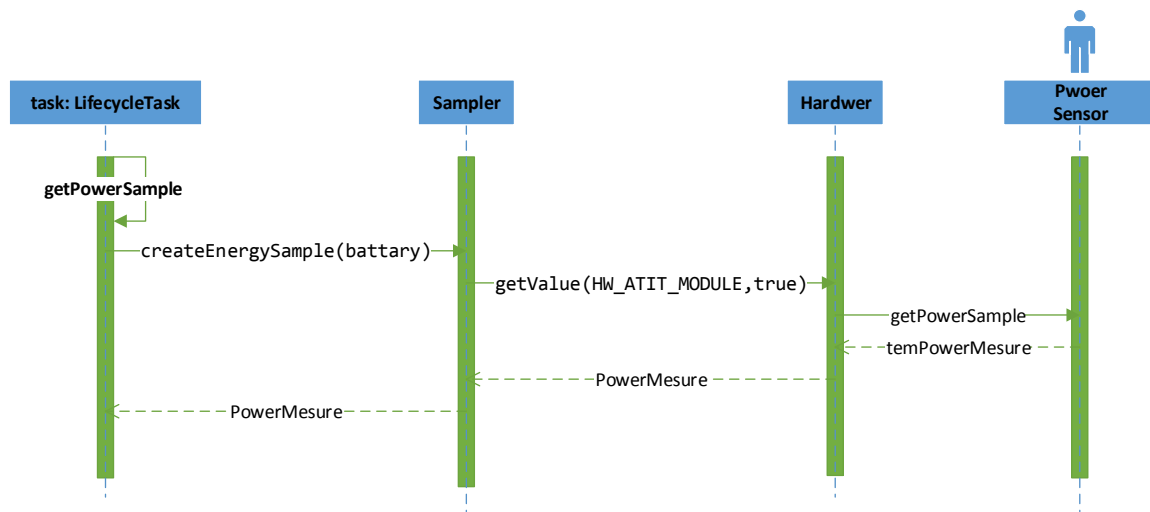 task: LifecycleTask
Sampler
Hardwer
Pwoer
Sensor
getPowerSample
createEnergySample(battary)
getValue(HW_ATIT_MODULE,true)
getPowerSample
temPowerMesure
PowerMesure
PowerMesure